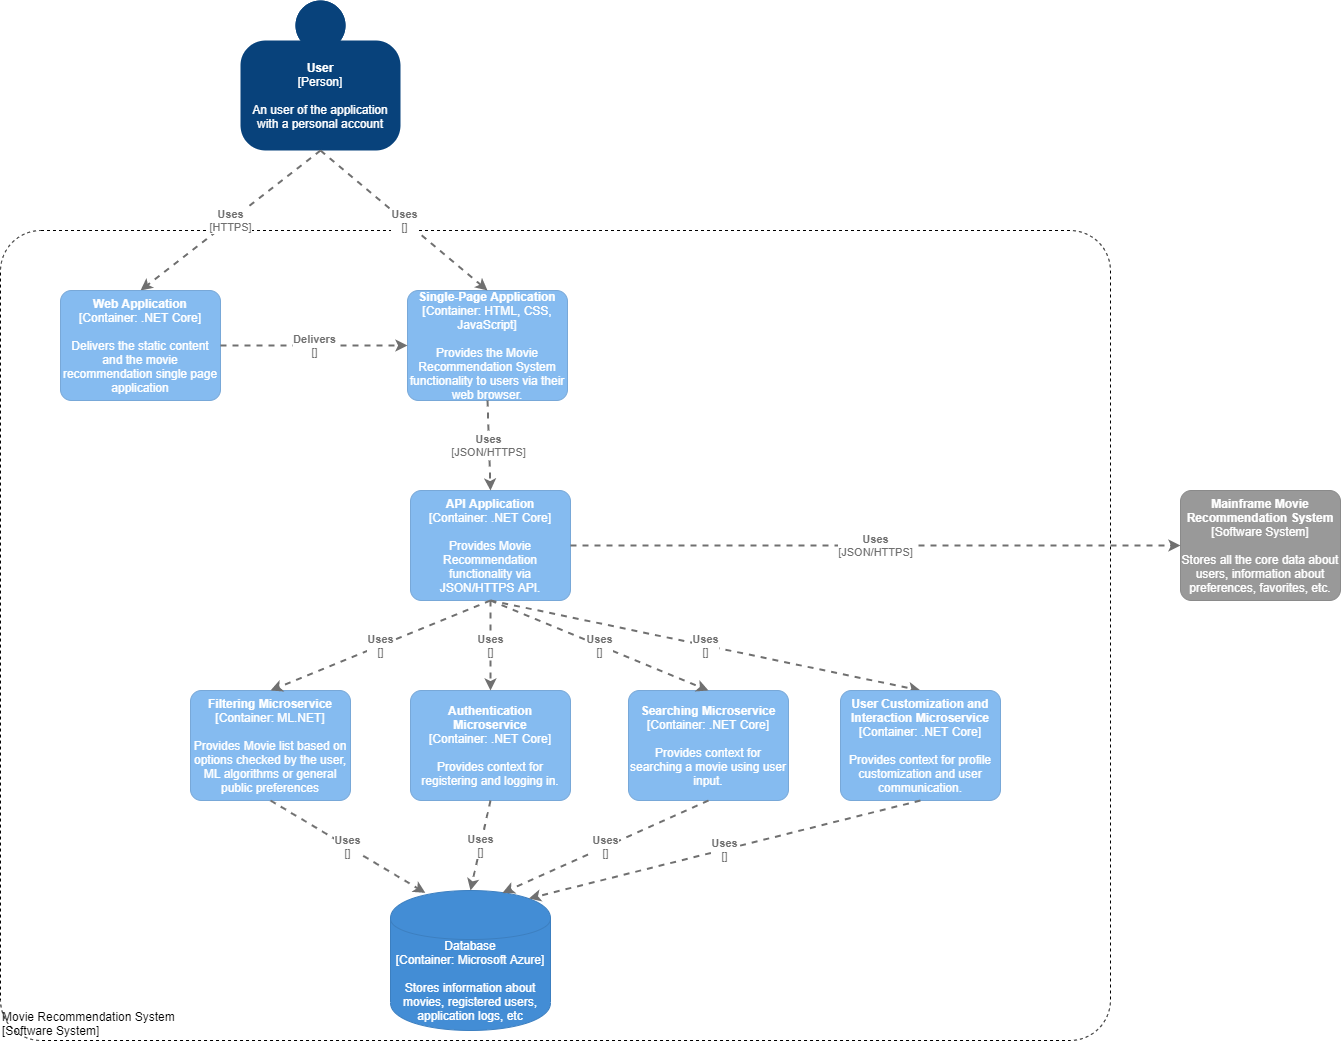 User
[Person]
An user of the application
with a personal account
Uses
[HTTPS]
Uses
[]
Web Application
[Container: .NET Core]
Delivers the static content
and the movie
recommendation single page
application
Delivers
[]
Single-Page Application
[Container: HTML, CSS,
JavaScript]
Provides the Movie
Recommendation System
functionality to users via their
web browser.
Uses
[JSON/HTTPS]
API Application
[Container: .NET Core]
Provides Movie
Recommendation
functionality via
JSON/HTTPS API.
Uses
[JSON/HTTPS]
Mainframe Movie
Recommendation System
[Software System]
Stores all the core data about
users, information about
preferences, favorites, etc.
Uses
[]
Uses
[]
Uses
[]
Uses
[]
Filtering Microservice
[Container: ML.NET]
Provides Movie list based on
options checked by the user,
ML algorithms or general
public preferences
Authentication
Microservice
[Container: .NET Core]
Provides context for
registering and logging in.
Searching Microservice
[Container: .NET Core]
Provides context for
searching a movie using user
input.
User Customization and
Interaction Microservice
[Container: .NET Core]
Provides context for profile
customization and user
communication.
Uses
[]
Uses
[]
Uses
[]
Uses
[]
Database
[Container: Microsoft Azure]
Stores information about
movies, registered users,
application logs, etc
Movie Recommendation System
[Software System]